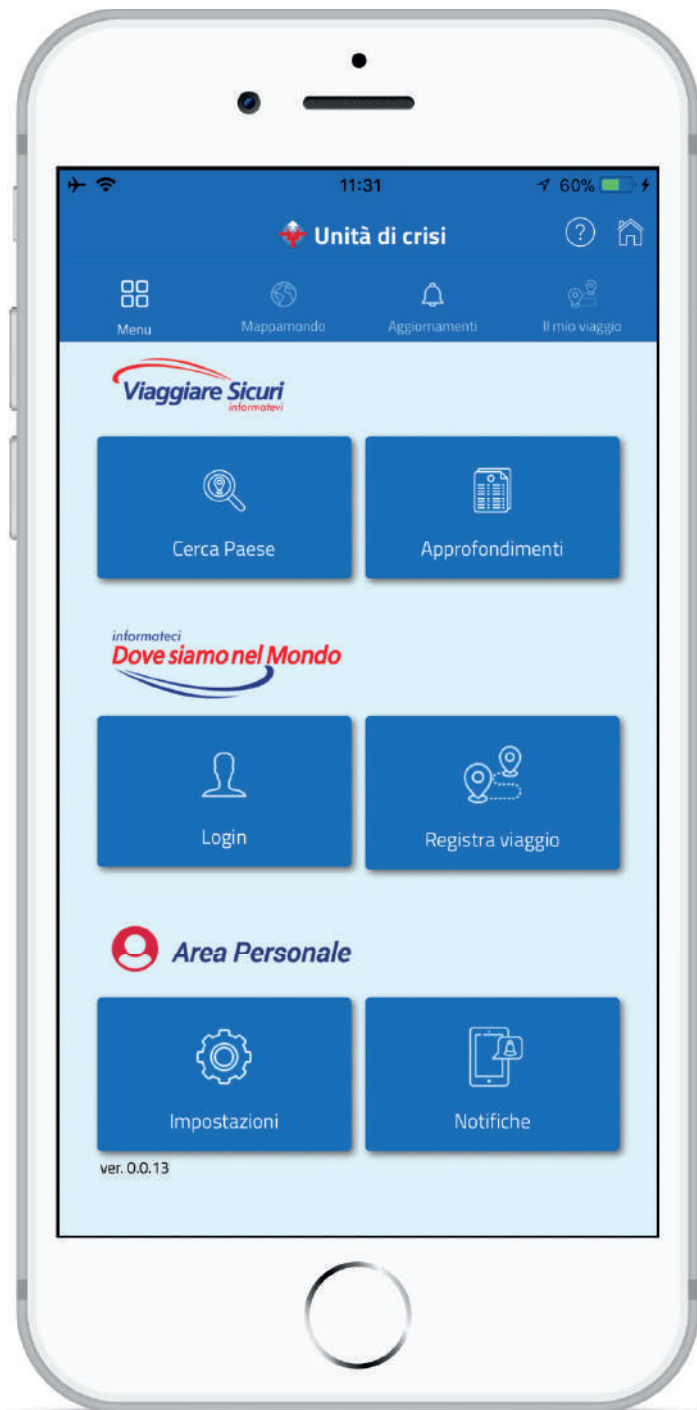 11:31
60%
Unità di crisi
?
Menu
Mappamondo
Aggiornamenti
Il mio viaggio
Viaggiare Sicuri
informatevi
Cerca Paese
Approfondimenti
informateci
Dove siamo nel Mondo
Login
Registra viaggio
Area Personale
Impostazioni
Notifiche
ver. 0.0.13